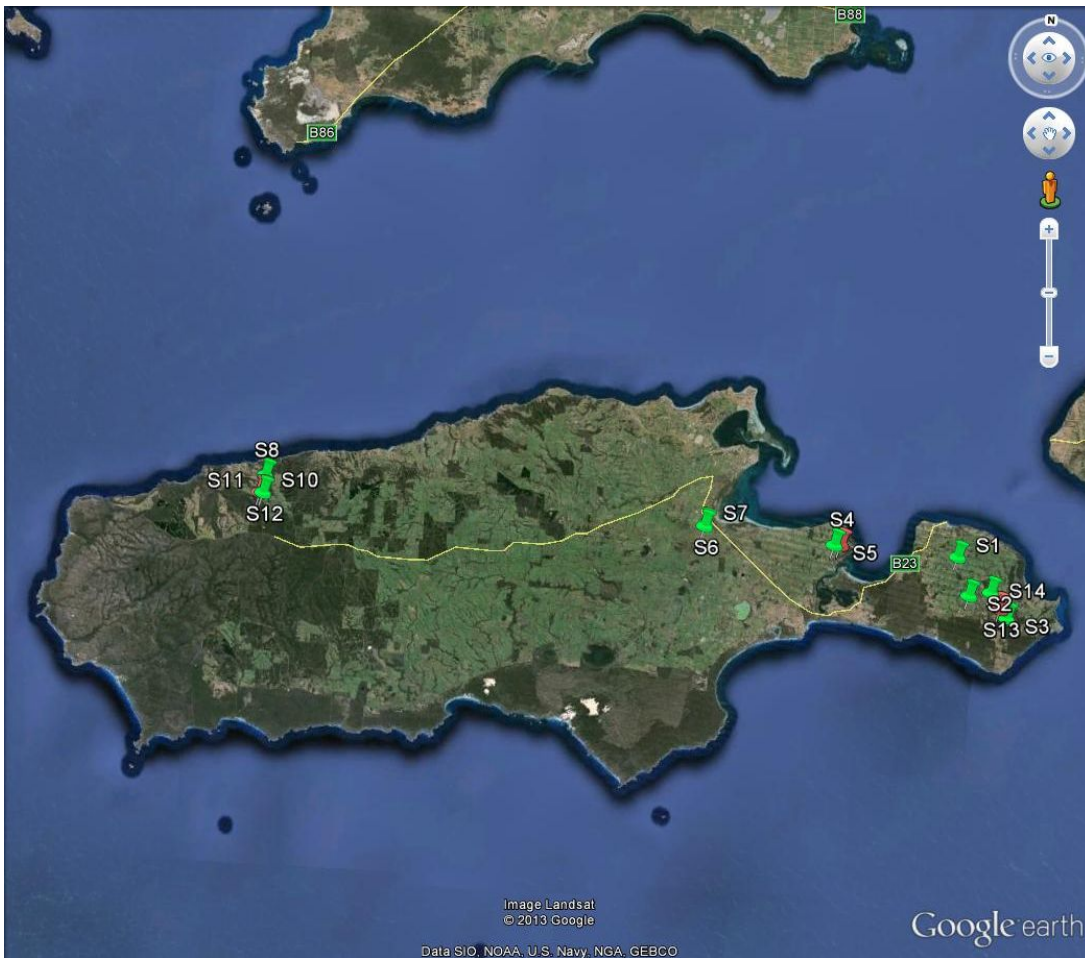 B88
N
B86
S8
S11 S10
S12
S7
S6
S4
S5
B23
S1
S14
S2
S13 S3
Image Landsat
© 2013 Google
Data SIO, NOAA, U.S. Navy, NGA, GEBCO
Google earth